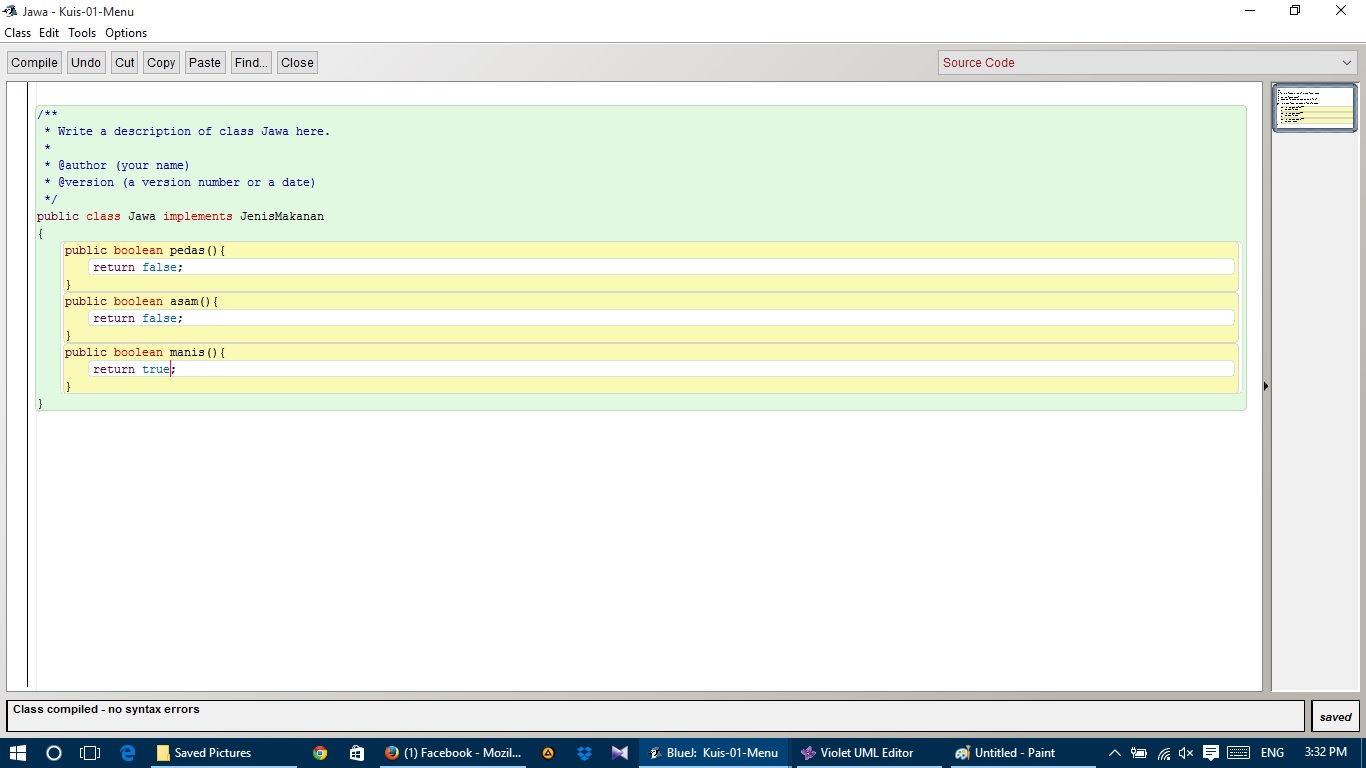 Jawa - Kuis-01-Menu
Class Edit Tools Options
Compile Undo Cut Copy Paste Find... Close Source Code
/**
 * Write a description of class Jawa here.
 *
 * @author (your name)
 * @version (a version number or a date)
 */
public class Jawa implements JenisMakanan
{
    public boolean pedas(){
        return false;
    }
    public boolean asam(){
        return false;
    }
    public boolean manis(){
        return true;
    }
}
Class compiled - no syntax errors
saved
Saved Pictures (1) Facebook - Mozil... BlueJ: Kuis-01-Menu Violet UML Editor Untitled - Paint ENG 3:32 PM